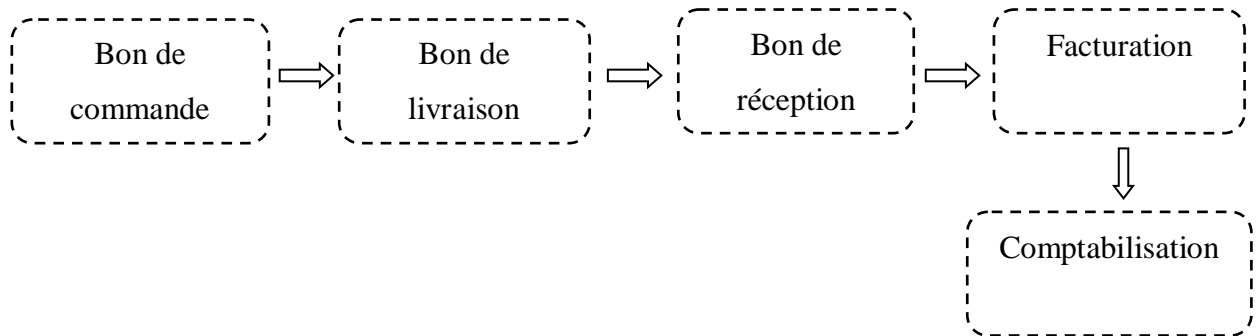 Bon de
commande
Bon de
livraison
Bon de
réception
Facturation
Comptabilisation